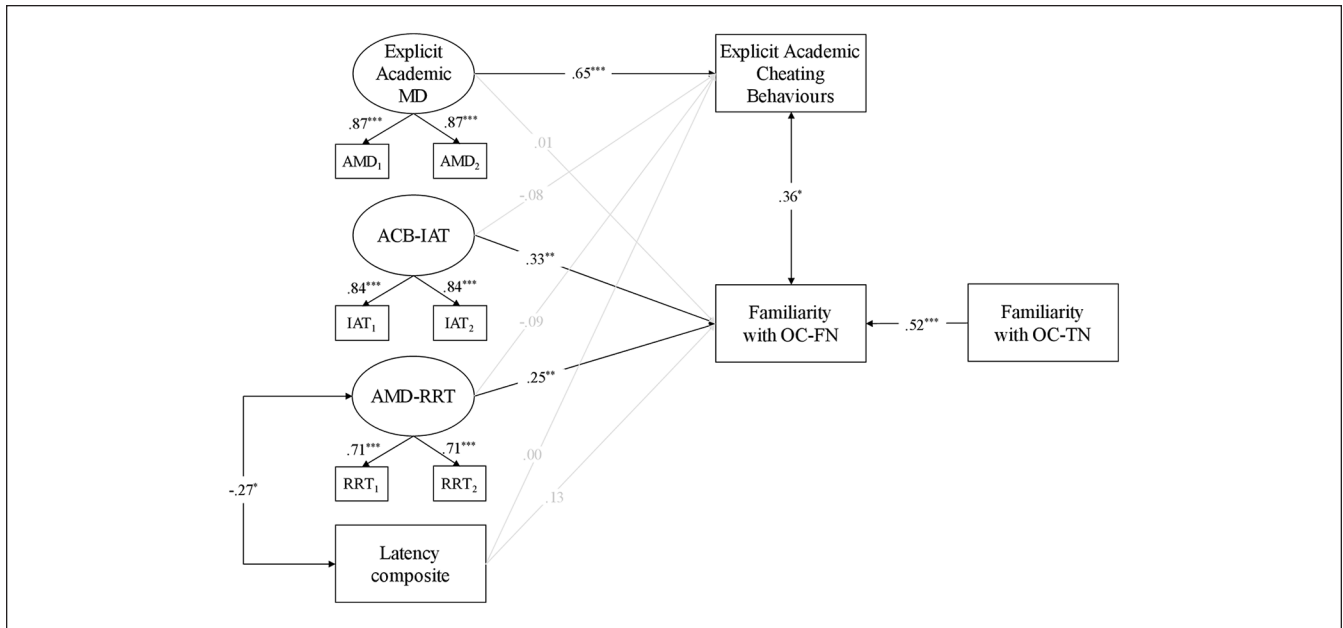 Explicit
Academic
MD
.65***
Explicit Academic
Cheating
Behaviours
.87***
.87***
AMD₁
AMD₂
.01
-.08
.36*
ACB-IAT
.33**
.84***
.84***
IAT₁
IAT₂
-.09
Familiarity
with OC-FN
.52***
Familiarity
with OC-TN
AMD-RRT
.25**
.71***
.71***
RRT₁
RRT₂
.00
.13
-.27*
Latency
composite